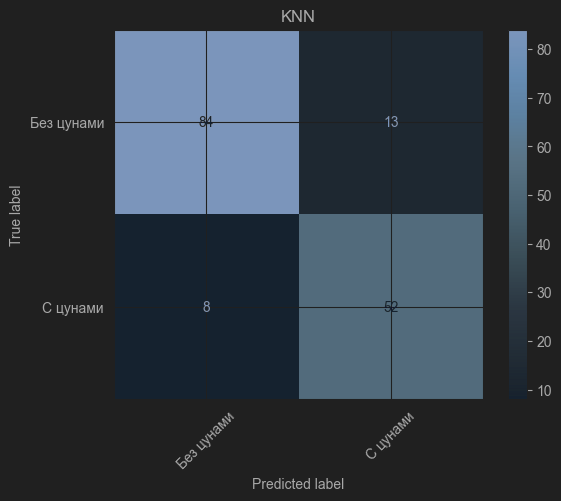 KNN
Без цунами
84
13
80
70
60
50
40
30
20
10
True label
С цунами
8
52
Без цунами
С цунами
Predicted label